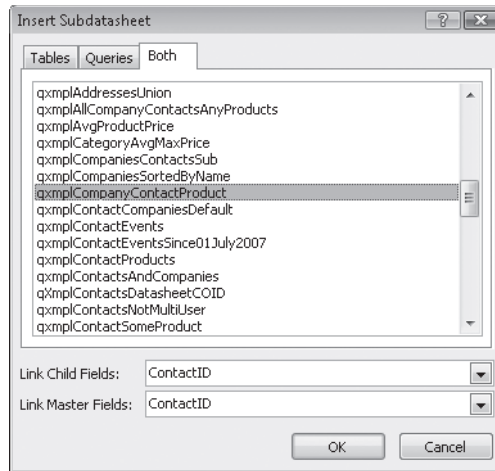 Insert Subdatasheet
Tables Queries Both
qxmplAddressesUnion
qxmplAllCompanyContactsAnyProducts
qxmplAvgProductPrice
qxmplCategoryAvgMaxPrice
qxmplCompaniesContactsSub
qxmplCompaniesSortedByName
qxmplCompanyContactProduct
qxmplContactCompaniesDefault
qxmplContactEvents
qxmplContactEventsSince01July2007
qxmplContactProducts
qxmplContactsAndCompanies
qXmplContactsDatasheetCOID
qxmplContactsNotMultiUser
qxmplContactSomeProduct
Link Child Fields: ContactID
Link Master Fields: ContactID
OK Cancel